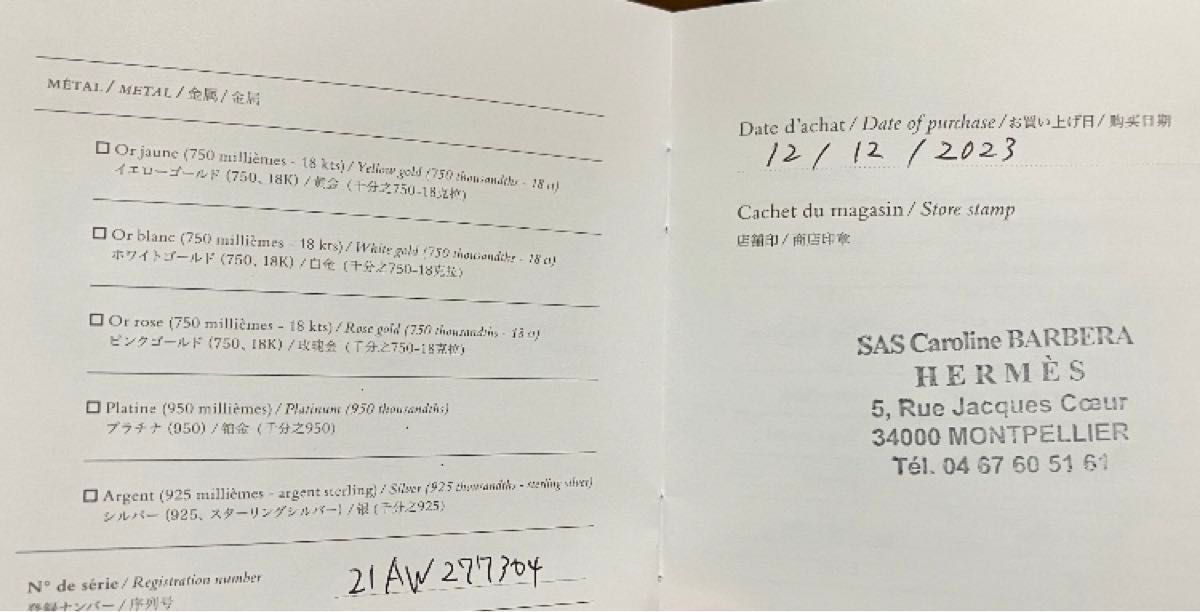 MÉTAL / METAL / 金属 / 金属
Or jaune (750 millièmes - 18 kts) / Yellow gold (750 thousandths - 18 ct)
イエローゴールド (750、18K) / 黄金 (千分之750-18克拉)
Or blanc (750 millièmes - 18 kts) / White gold (750 thousandths - 18 ct)
ホワイトゴールド (750、18K) / 白金 (千分之750-18克拉)
Or rose (750 millièmes - 18 kts) / Rose gold (750 thousandths - 18 ct)
ピンクゴールド (750、18K) / 玫瑰金 (千分之750-18克拉)
Platine (950 millièmes) / Platinum (950 thousandths)
プラチナ (950) / 铂金 (千分之950)
Argent (925 millièmes - argent sterling) / Silver (925 thousandths - sterling silver)
シルバー (925、スターリングシルバー) / 银 (千分之925)
N° de série / Registration number 21AW277304
登録ナンバー / 序列号
Date d'achat / Date of purchase / お買い上げ日 / 购买日期
12 / 12 / 2023
Cachet du magasin / Store stamp
店舗印 / 商店印章
SAS Caroline BARBERA
HERMÈS
5, Rue Jacques Cœur
34000 MONTPELLIER
Tél. 04 67 60 51 61